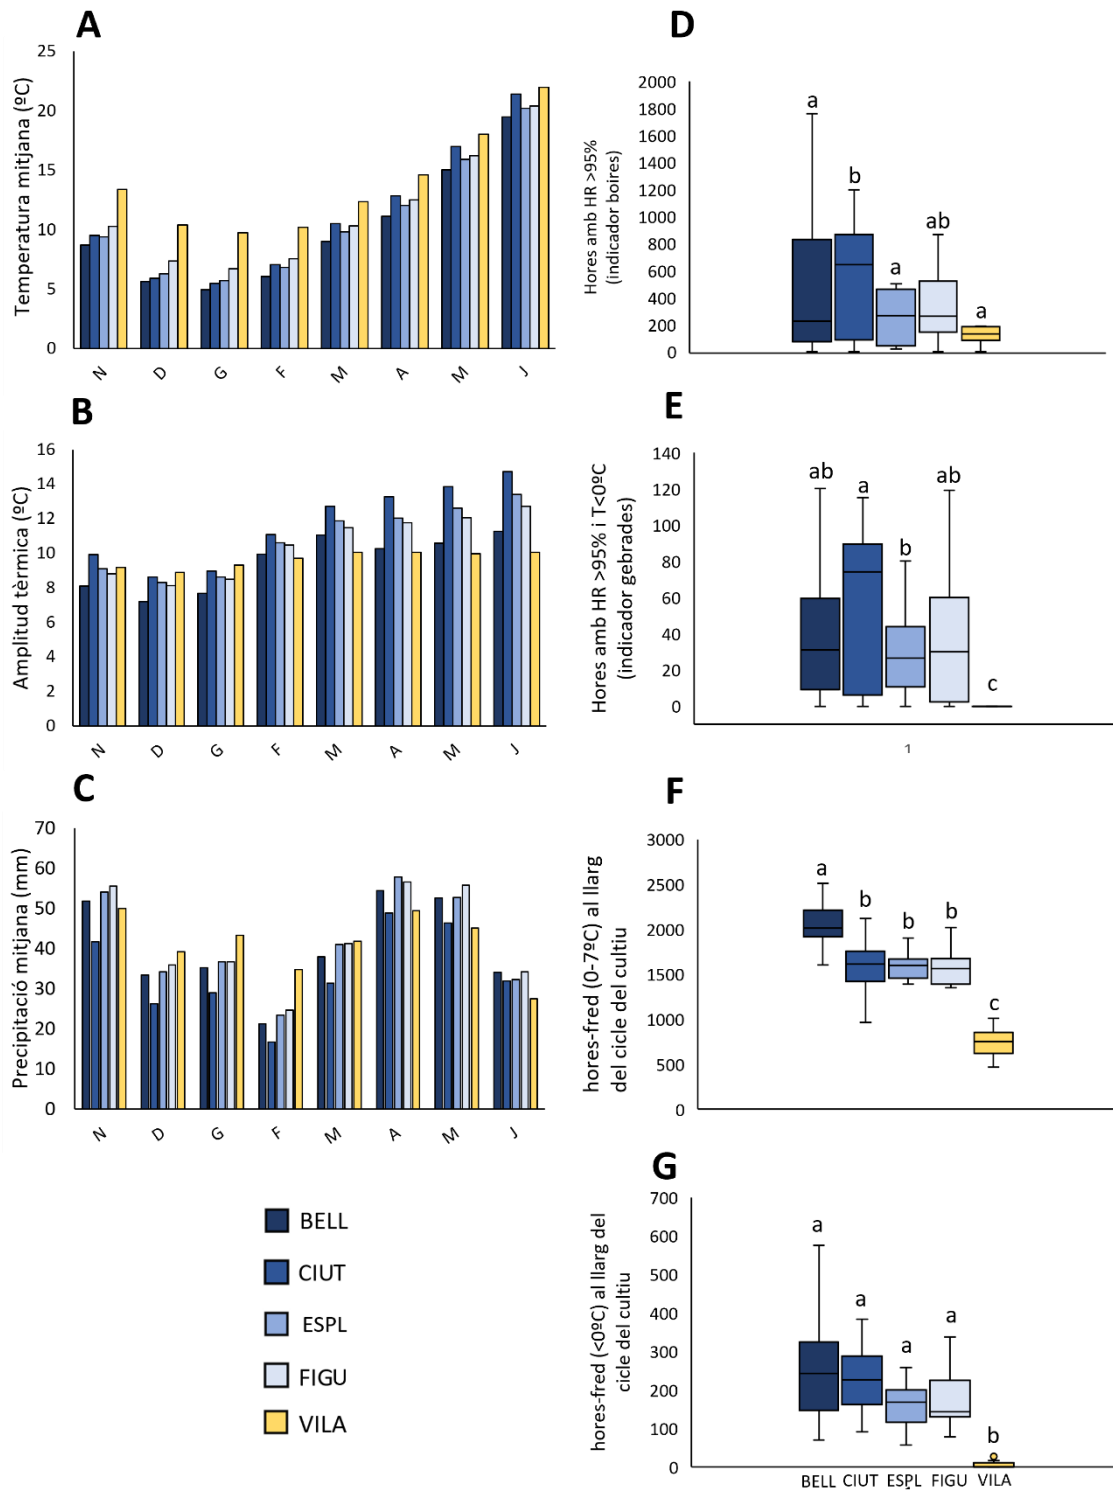 A
Temperatura mitjana (ºC)
25
20
15
10
5
0
N D G F M A M J
B
Amplitud tèrmica (ºC)
16
14
12
10
8
6
4
2
0
N D G F M A M J
C
Precipitació mitjana (mm)
70
60
50
40
30
20
10
0
N D G F M A M J
BELL
CIUT
ESPL
FIGU
VILA
D
Hores amb HR >95%
(indicador boires)
2000
1800
1600
1400
1200
1000
800
600
400
200
0
a b a ab a
E
Hores amb HR >95% i T<0ºC
(indicador gebrades)
140
120
100
80
60
40
20
0
ab a b ab c
1
F
hores-fred (0-7ºC) al llarg
del cicle del cultiu
3000
2500
2000
1500
1000
500
0
a b b b c
G
hores-fred (<0ºC) al llarg del
cicle del cultiu
700
600
500
400
300
200
100
0
a a a a b
BELL CIUT ESPL FIGU VILA